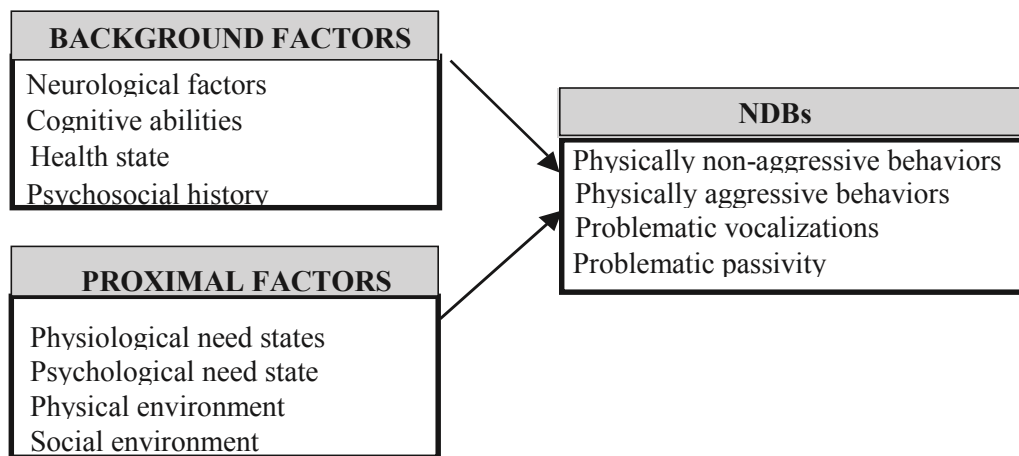 BACKGROUND FACTORS
Neurological factors
Cognitive abilities
Health state
Psychosocial history
PROXIMAL FACTORS
Physiological need states
Psychological need state
Physical environment
Social environment
NDBs
Physically non-aggressive behaviors
Physically aggressive behaviors
Problematic vocalizations
Problematic passivity